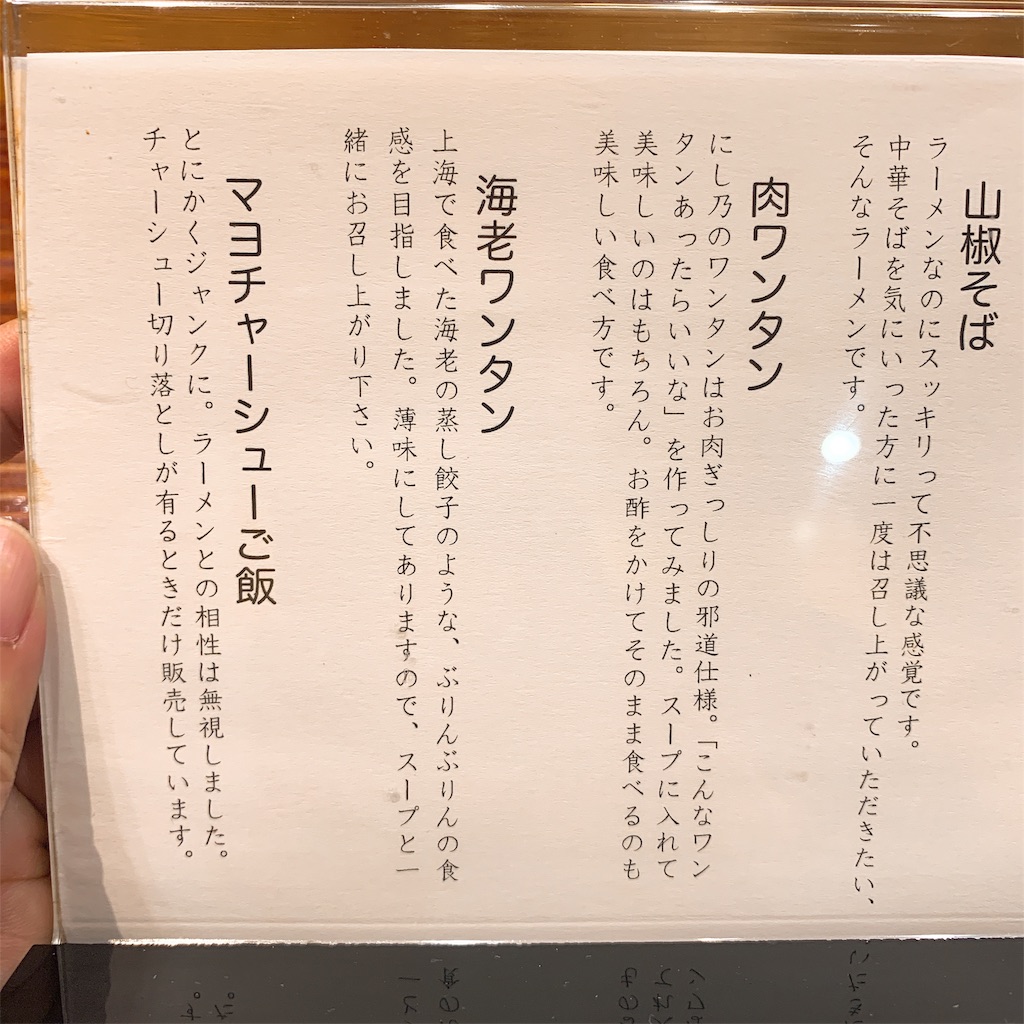 山椒そば
ラーメンなのにスッキリって不思議な感覚です。
中華そばを気にいった方に一度は召し上がっていただきたい、
そんなラーメンです。
肉ワンタン
にし乃のワンタンはお肉ぎっしりの邪道仕様。「こんなワン
タンあったらいいな」を作ってみました。スープに入れて
美味しいのはもちろん。お酢をかけてそのまま食べるのも
美味しい食べ方です。
海老ワンタン
上海で食べた海老の蒸し餃子のような、ぷりんぷりんの食
感を目指しました。薄味にしてありますので、スープと一
緒にお召し上がり下さい。
マヨチャーシューご飯
とにかくジャンクに。ラーメンとの相性は無視しました。
チャーシュー切り落としが有るときだけ販売しています。